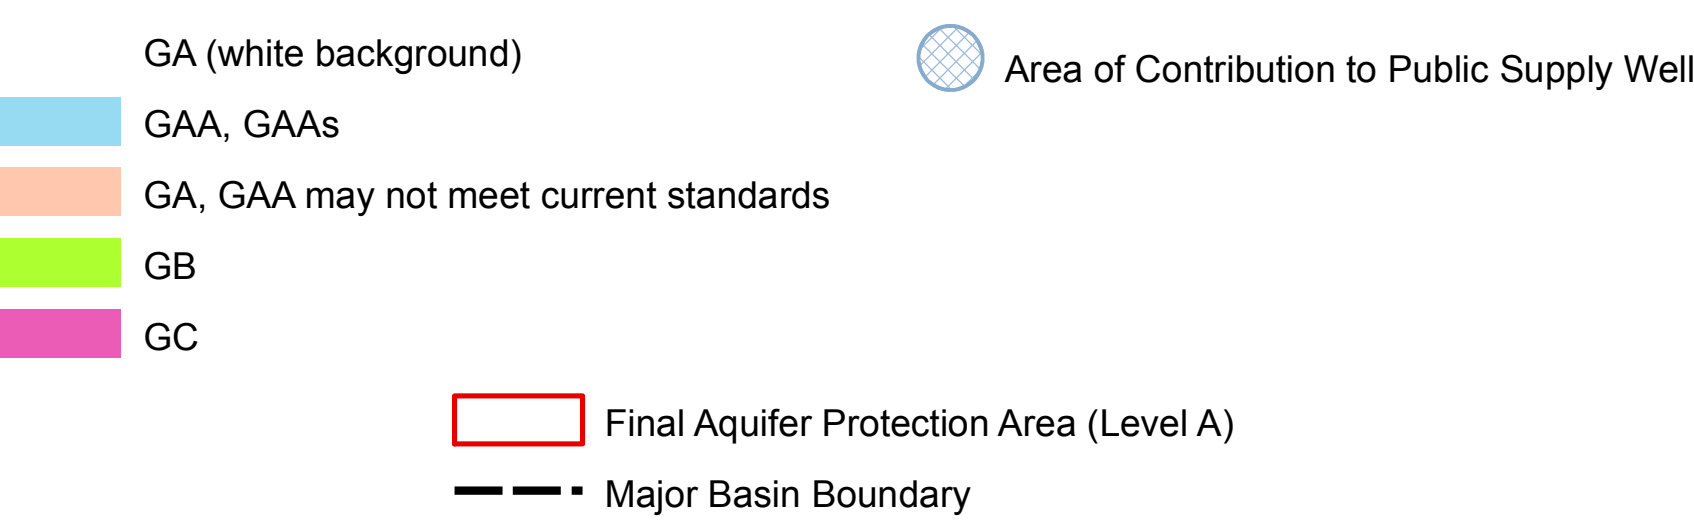 GA (white background)
Area of Contribution to Public Supply Well
GAA, GAAs
GA, GAA may not meet current standards
GB
GC
Final Aquifer Protection Area (Level A)
Major Basin Boundary